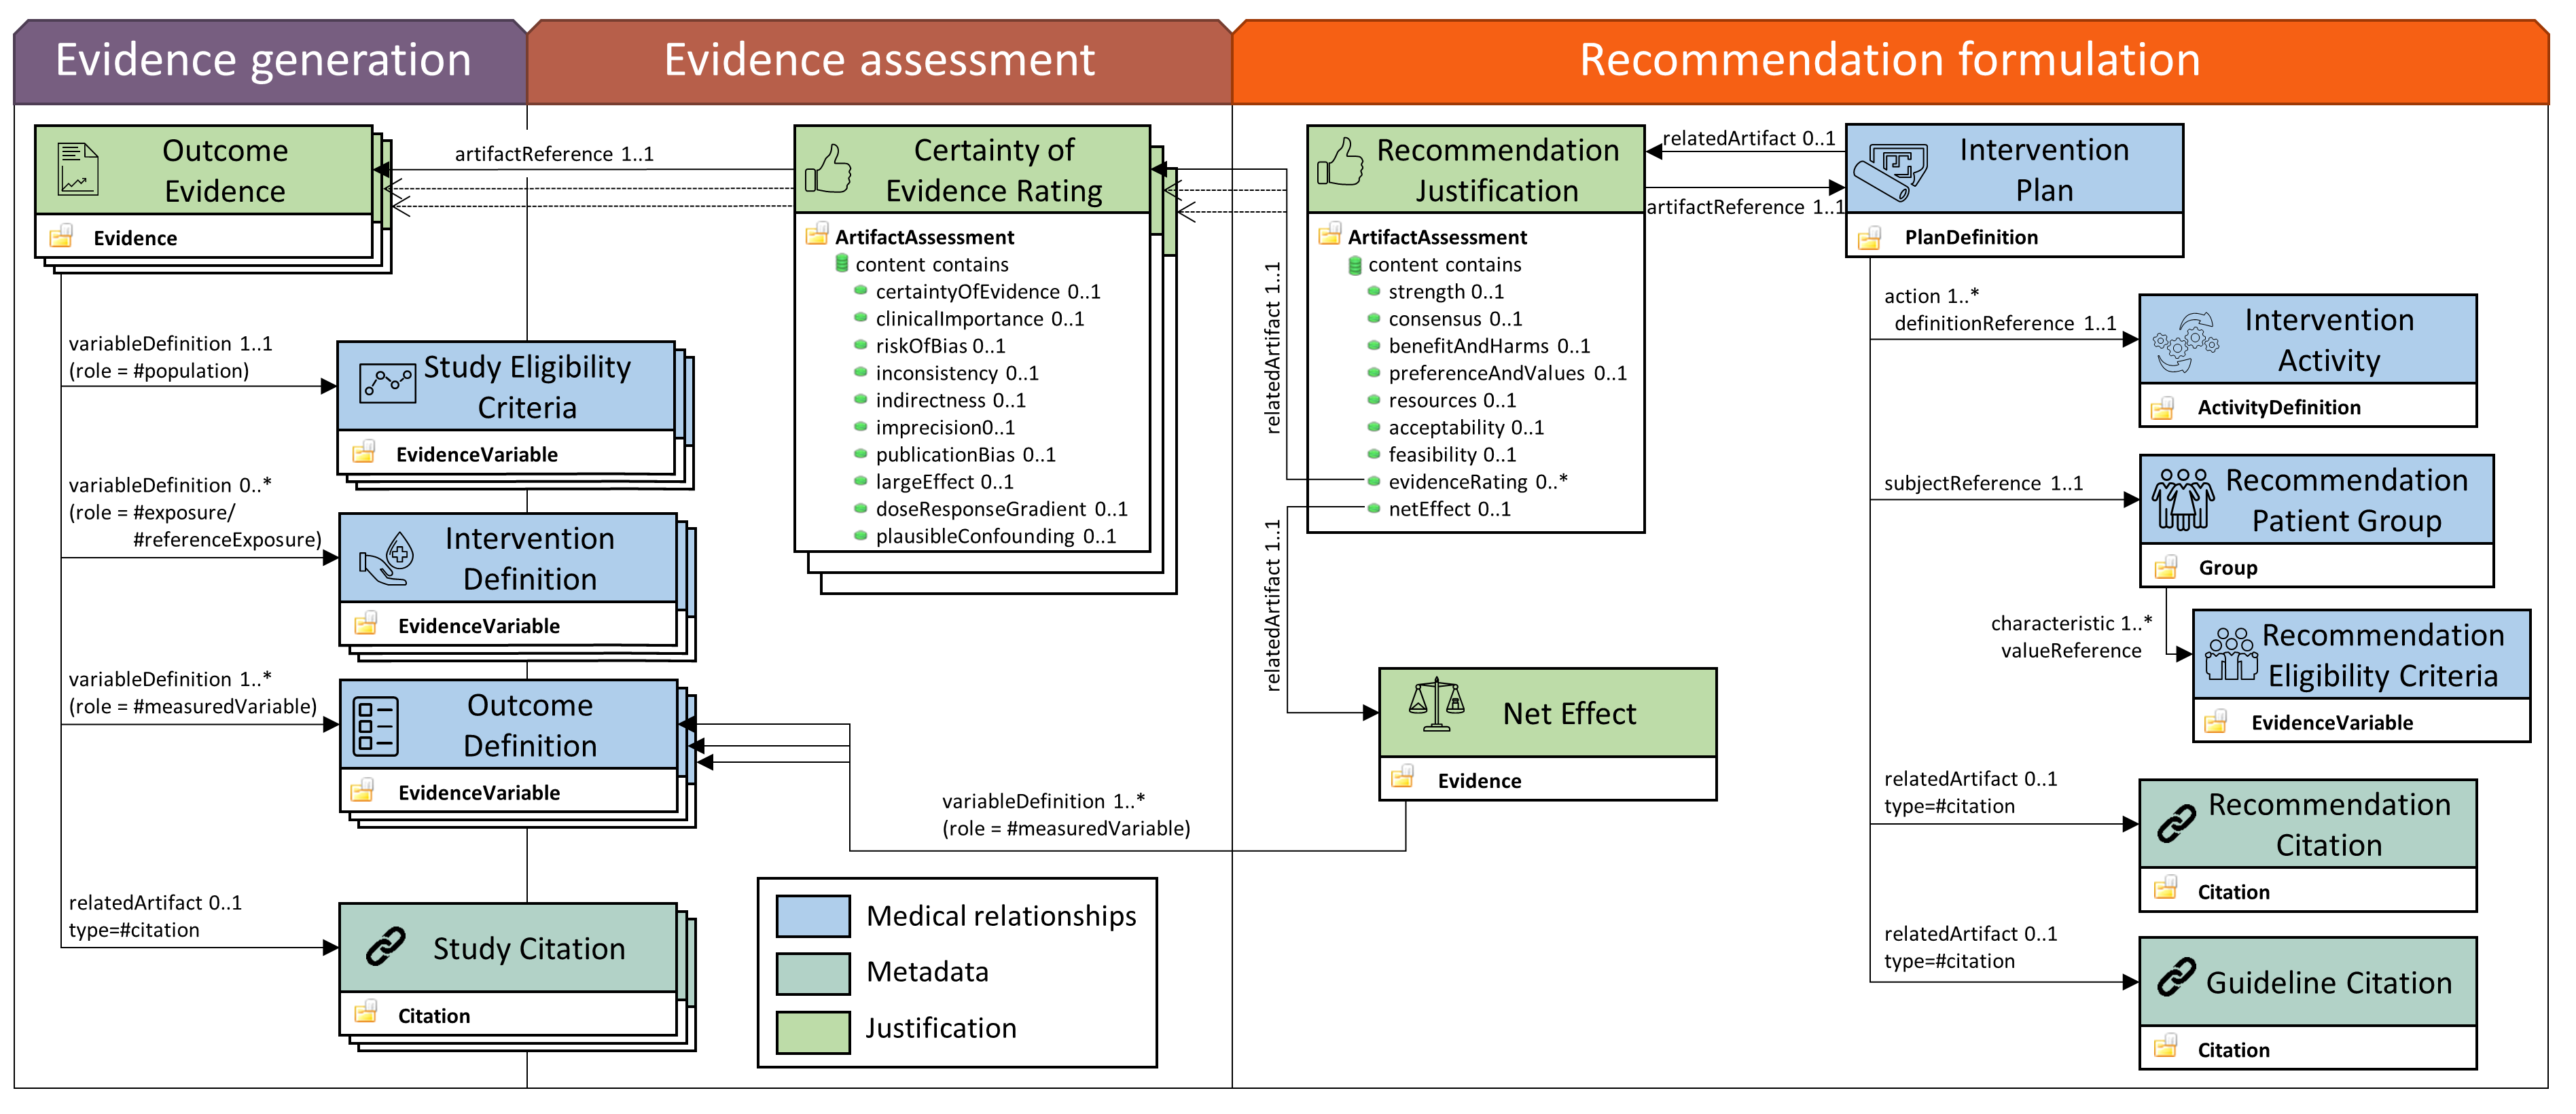 Evidence generation
Evidence assessment
Recommendation formulation
Outcome
Evidence
Evidence
artifactReference 1..1
variableDefinition 1..1
(role = #population)
Study Eligibility
Criteria
EvidenceVariable
variableDefinition 0..*
(role = #exposure/
#referenceExposure)
Intervention
Definition
EvidenceVariable
variableDefinition 1..*
(role = #measuredVariable)
Outcome
Definition
EvidenceVariable
relatedArtifact 0..1
type=#citation
Study Citation
Citation
Certainty of
Evidence Rating
ArtifactAssessment
content contains
certaintyOfEvidence 0..1
clinicalImportance 0..1
riskOfBias 0..1
inconsistency 0..1
indirectness 0..1
imprecision0..1
publicationBias 0..1
largeEffect 0..1
doseResponseGradient 0..1
plausibleConfounding 0..1
variableDefinition 1..*
(role = #measuredVariable)
Medical relationships
Metadata
Justification
relatedArtifact 1..1
relatedArtifact 1..1
Recommendation
Justification
ArtifactAssessment
content contains
strength 0..1
consensus 0..1
benefitAndHarms 0..1
preferenceAndValues 0..1
resources 0..1
acceptability 0..1
feasibility 0..1
evidenceRating 0..*
netEffect 0..1
Net Effect
Evidence
relatedArtifact 0..1
artifactReference 1..1
Intervention
Plan
PlanDefinition
action 1..*
definitionReference 1..1
Intervention
Activity
ActivityDefinition
subjectReference 1..1
Recommendation
Patient Group
Group
characteristic 1..*
valueReference
Recommendation
Eligibility Criteria
EvidenceVariable
relatedArtifact 0..1
type=#citation
Recommendation
Citation
Citation
relatedArtifact 0..1
type=#citation
Guideline Citation
Citation